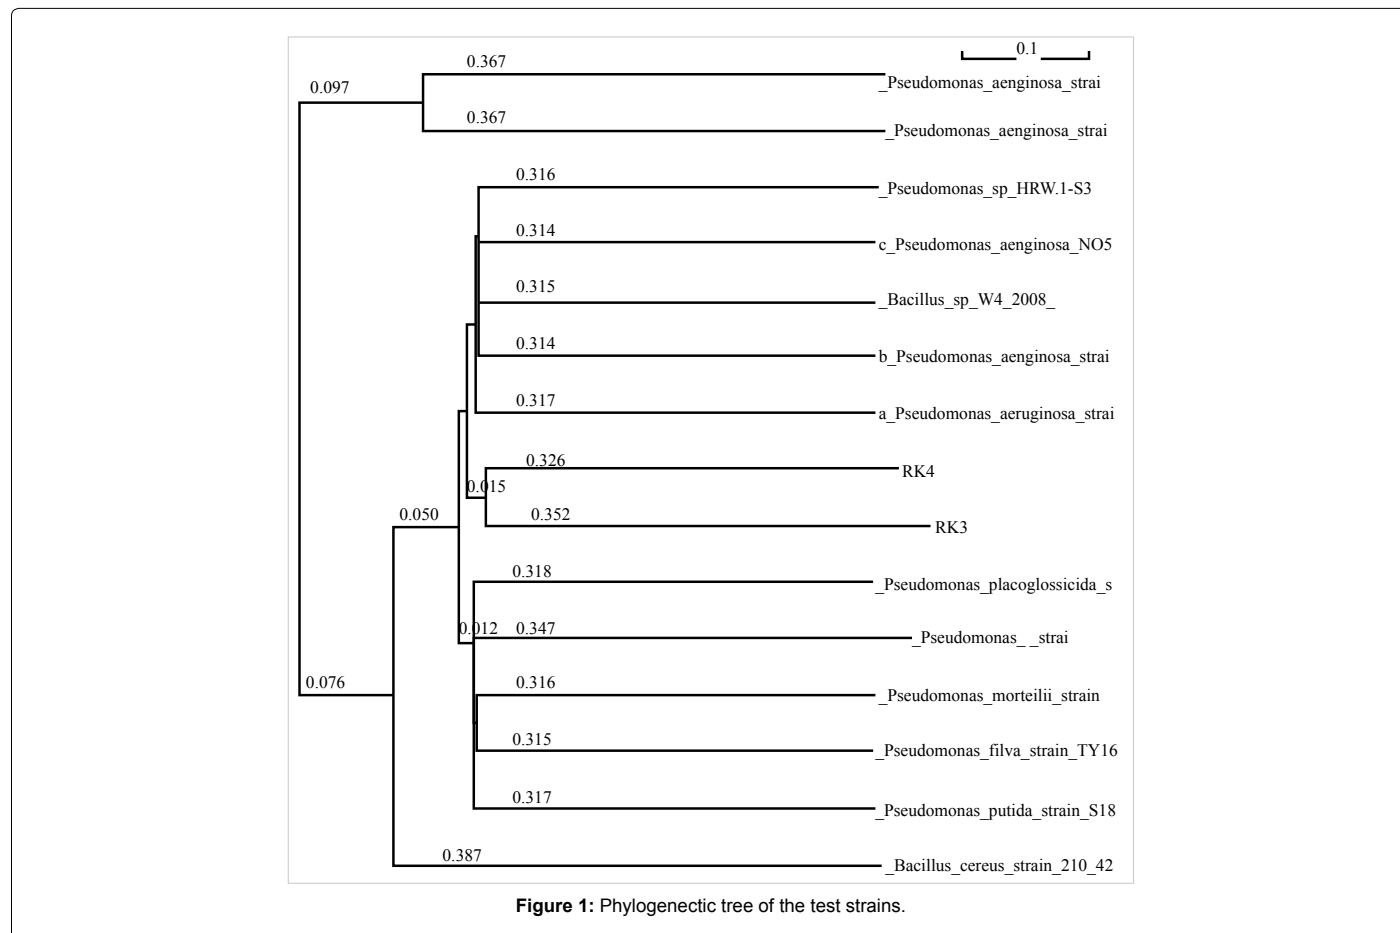 0.1
0.367
_Pseudomonas_aenginosa_strai
0.097
0.367
_Pseudomonas_aenginosa_strai
0.316
_Pseudomonas_sp_HRW.1-S3
0.314
c_Pseudomonas_aenginosa_NO5
0.315
_Bacillus_sp_W4_2008_
0.314
b_Pseudomonas_aenginosa_strai
0.317
a_Pseudomonas_aeruginosa_strai
0.326
RK4
0.015
0.352
RK3
0.050
0.318
_Pseudomonas_placoglossicida_s
0.012
0.347
_Pseudomonas_ _strai
0.316
_Pseudomonas_morteilii_strain
0.076
0.315
_Pseudomonas_filva_strain_TY16
0.317
_Pseudomonas_putida_strain_S18
0.387
_Bacillus_cereus_strain_210_42
Figure 1: Phylogenectic tree of the test strains.